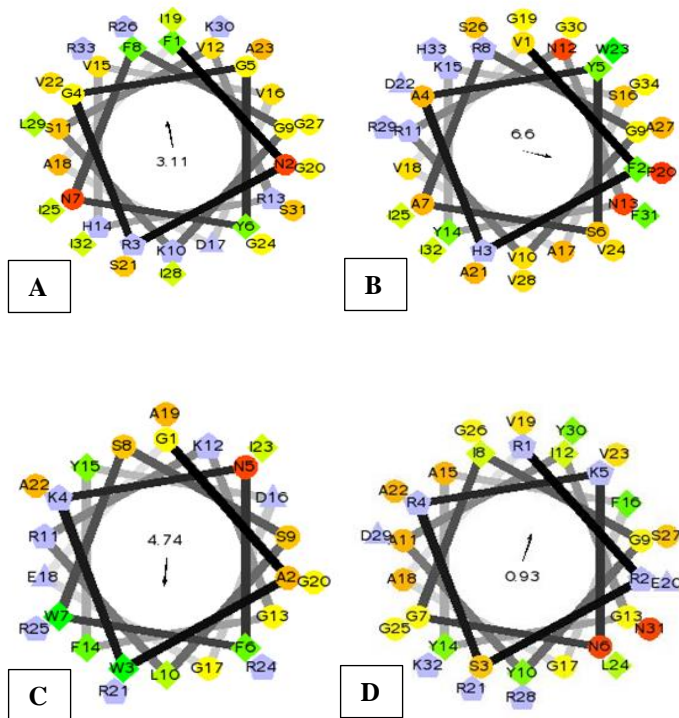 I19
R26 F1 K30
R33 F8 V12 A23
V15 G5
V22 G4 V16
L29 S11 G9 G27
3.11
A18 N2 G20
N7 R13
I25 S31
H14 Y6
I32 R3 K10 D17 G24
S21 I28
A
G19
S26 V1 G30
H33 R8 N12 W23
K15 Y5
D22 A4 S16 G34
R29 R11 G9 A27
6.6
V18 F2 P20
A7 N13
I25 F31
Y14 S6
I32 H3 V10 A17 V24
A21 V28
B
A19
S8 G1 K12
Y15 N5 I23
A22 K4 D16
R11 S9
4.74
E18 A2 G20
R25 W7 G13
F14 F6 R24
W3 L10 G17
R21
C
V19 Y30
G26 R1
I8 I12 V23
A15 K5
A22 R4 F16
D29 A11 G9 S27
0.93
A18 R2 E20
G25 G7 G13 N31
Y14 N6 L24
K32 S3 Y10 G17
R21 R28
D